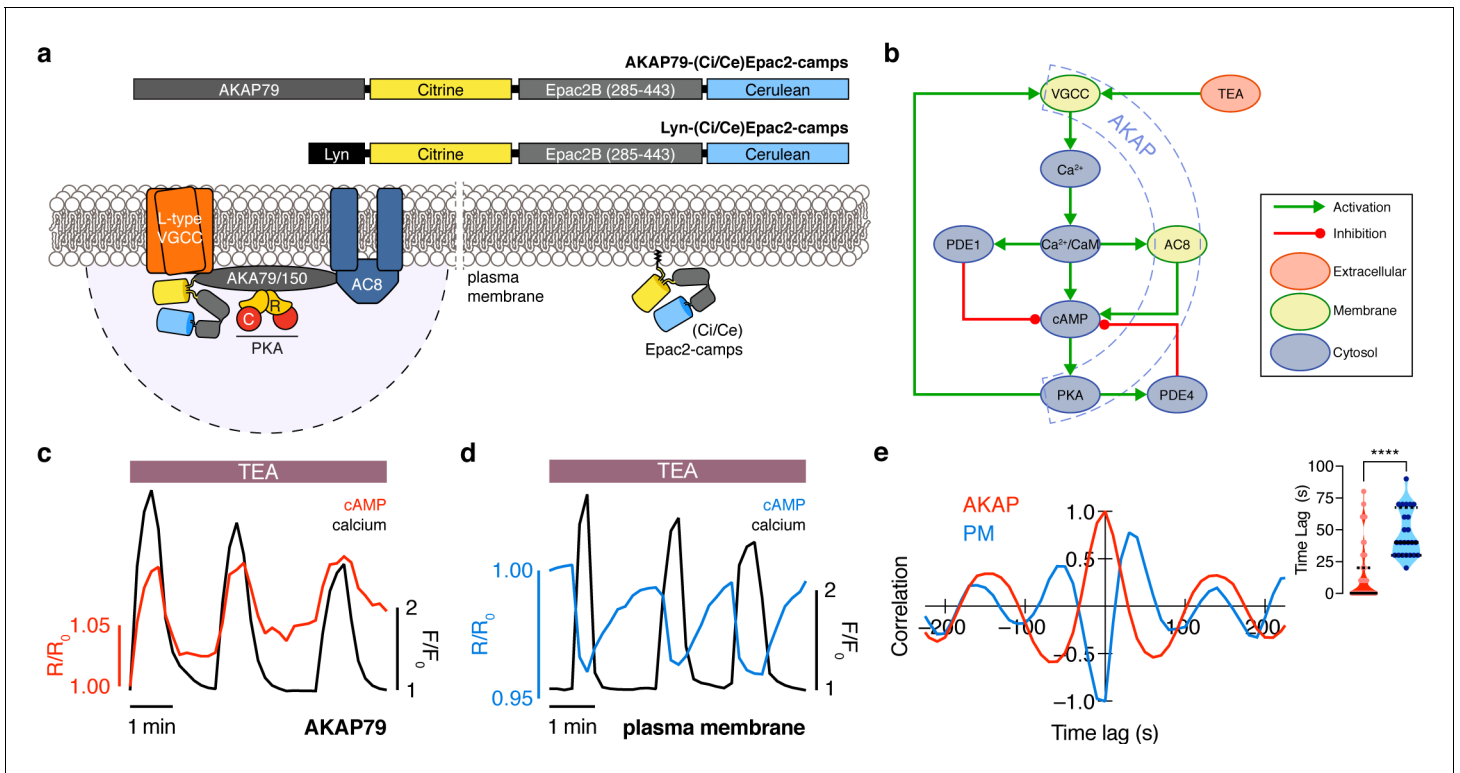 a
AKAP79-(Ci/Ce)Epac2-camps
AKAP79
Citrine
Epac2B (285-443)
Cerulean
Lyn-(Ci/Ce)Epac2-camps
Lyn
Citrine
Epac2B (285-443)
Cerulean
L-type
VGCC
AKA79/150
AC8
C
R
PKA
plasma
membrane
(Ci/Ce)
Epac2-camps
b
VGCC
TEA
AKAP
Ca²⁺
PDE1
Ca²⁺/CaM
AC8
cAMP
PKA
PDE4
Activation
Inhibition
Extracellular
Membrane
Cytosol
c
TEA
cAMP
calcium
1.05
R/R₀
1.00
2
F/F₀
1
1 min
AKAP79
d
TEA
cAMP
calcium
1.00
R/R₀
0.95
2
F/F₀
1
1 min
plasma membrane
e
AKAP
PM
Correlation
1.0
0.5
−0.5
−1.0
−200
−100
100
200
Time lag (s)
****
Time Lag (s)
100
75
50
25
0